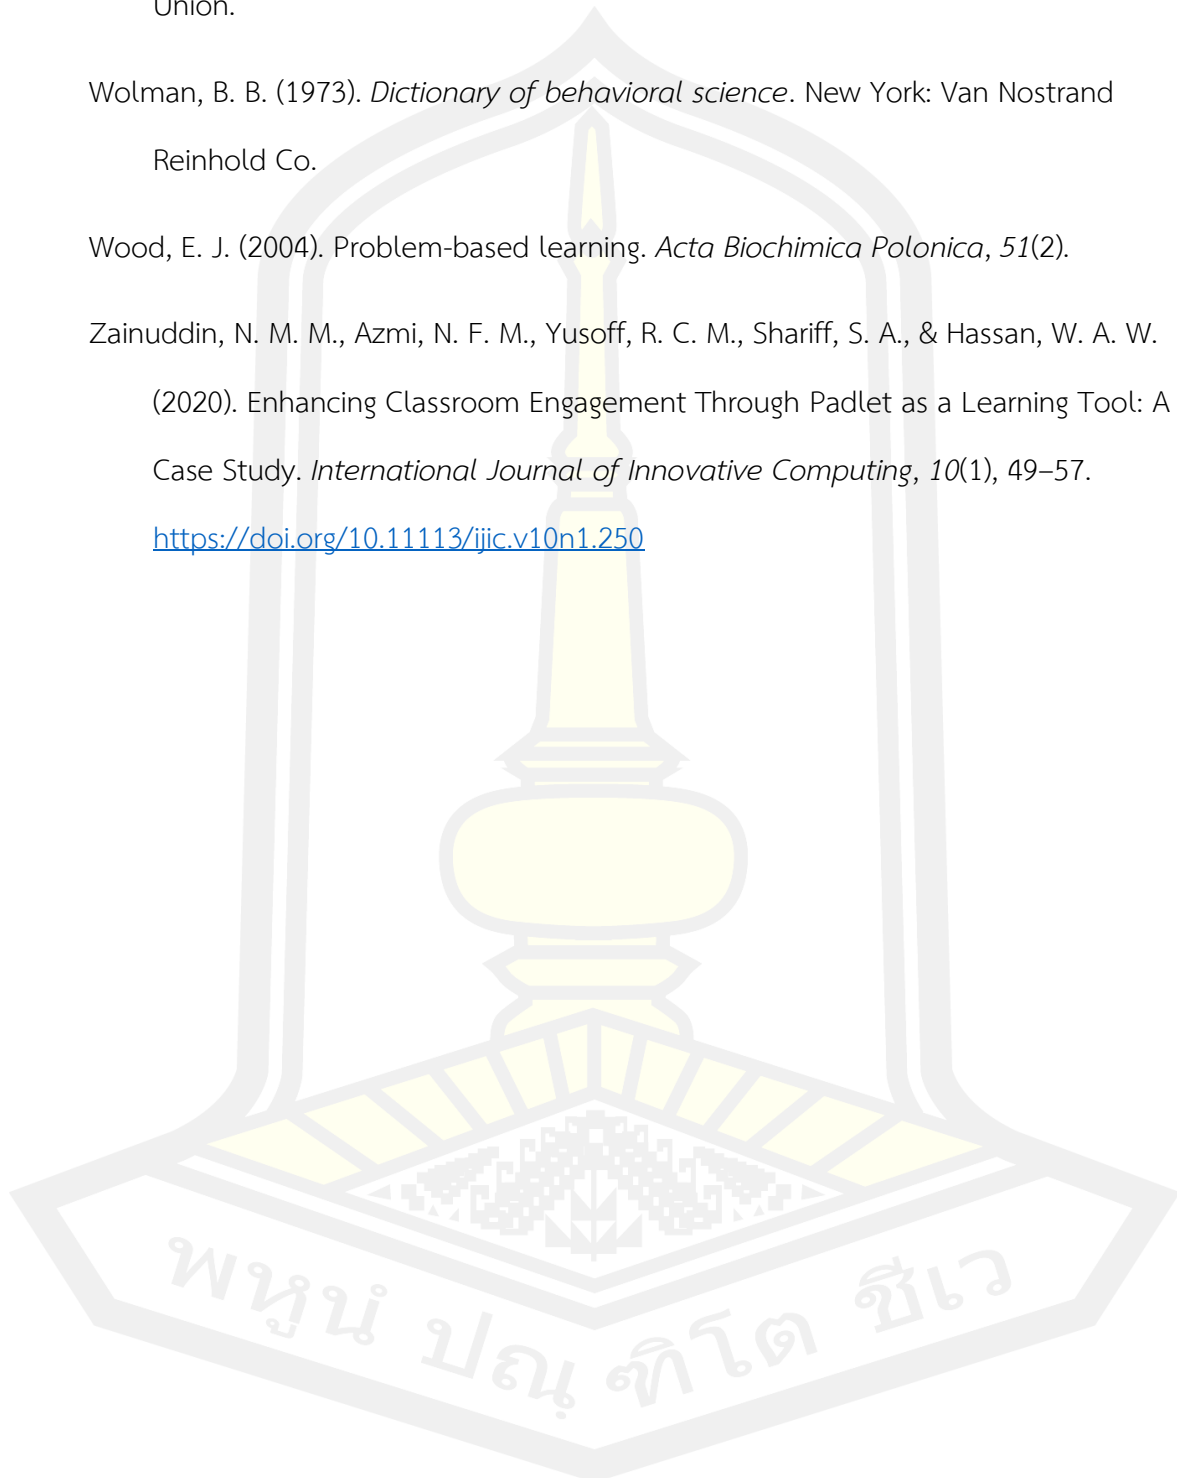 Union.
Wolman, B. B. (1973). Dictionary of behavioral science. New York: Van Nostrand
Reinhold Co.
Wood, E. J. (2004). Problem-based learning. Acta Biochimica Polonica, 51(2).
Zainuddin, N. M. M., Azmi, N. F. M., Yusoff, R. C. M., Shariff, S. A., & Hassan, W. A. W.
(2020). Enhancing Classroom Engagement Through Padlet as a Learning Tool: A
Case Study. International Journal of Innovative Computing, 10(1), 49–57.
https://doi.org/10.11113/ijic.v10n1.250
พหูนํ ปณฺฑิโต ชีเว